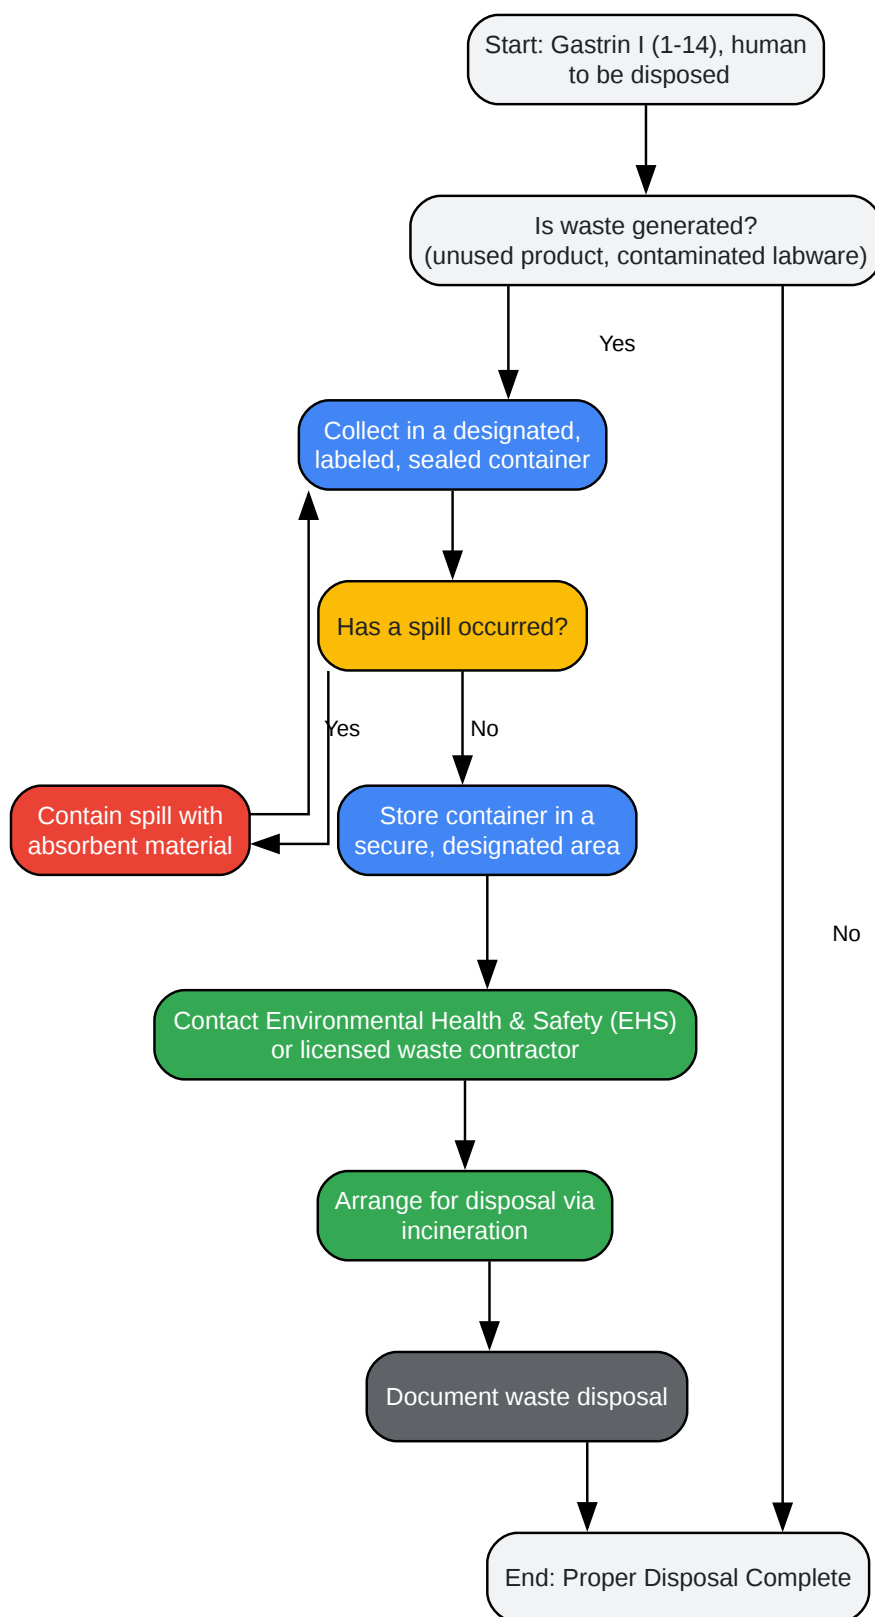 Start: Gastrin I (1-14), human
to be disposed
Is waste generated?
(unused product, contaminated labware)
Yes
Collect in a designated,
labeled, sealed container
Has a spill occurred?
Yes
No
Contain spill with
absorbent material
Store container in a
secure, designated area
No
Contact Environmental Health & Safety (EHS)
or licensed waste contractor
Arrange for disposal via
incineration
Document waste disposal
End: Proper Disposal Complete